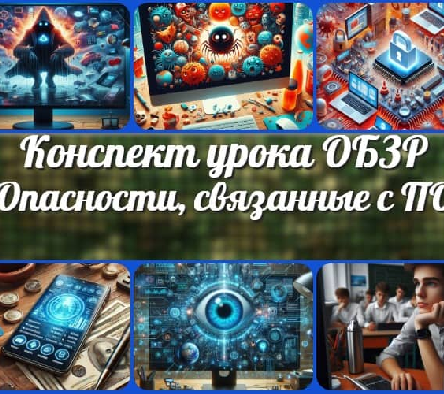 Конспект урока ОБЗР
Опасности, связанные с ПО